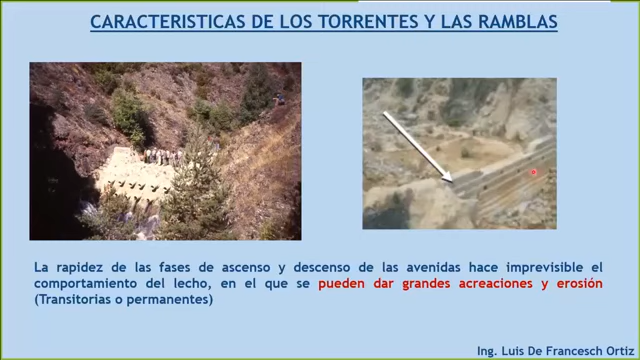 CARACTERISTICAS DE LOS TORRENTES Y LAS RAMBLAS
La rapidez de las fases de ascenso y descenso de las avenidas hace imprevisible el
comportamiento del lecho, en el que se pueden dar grandes acreaciones y erosión
(Transitorias o permanentes)
Ing. Luis De Francesch Ortiz